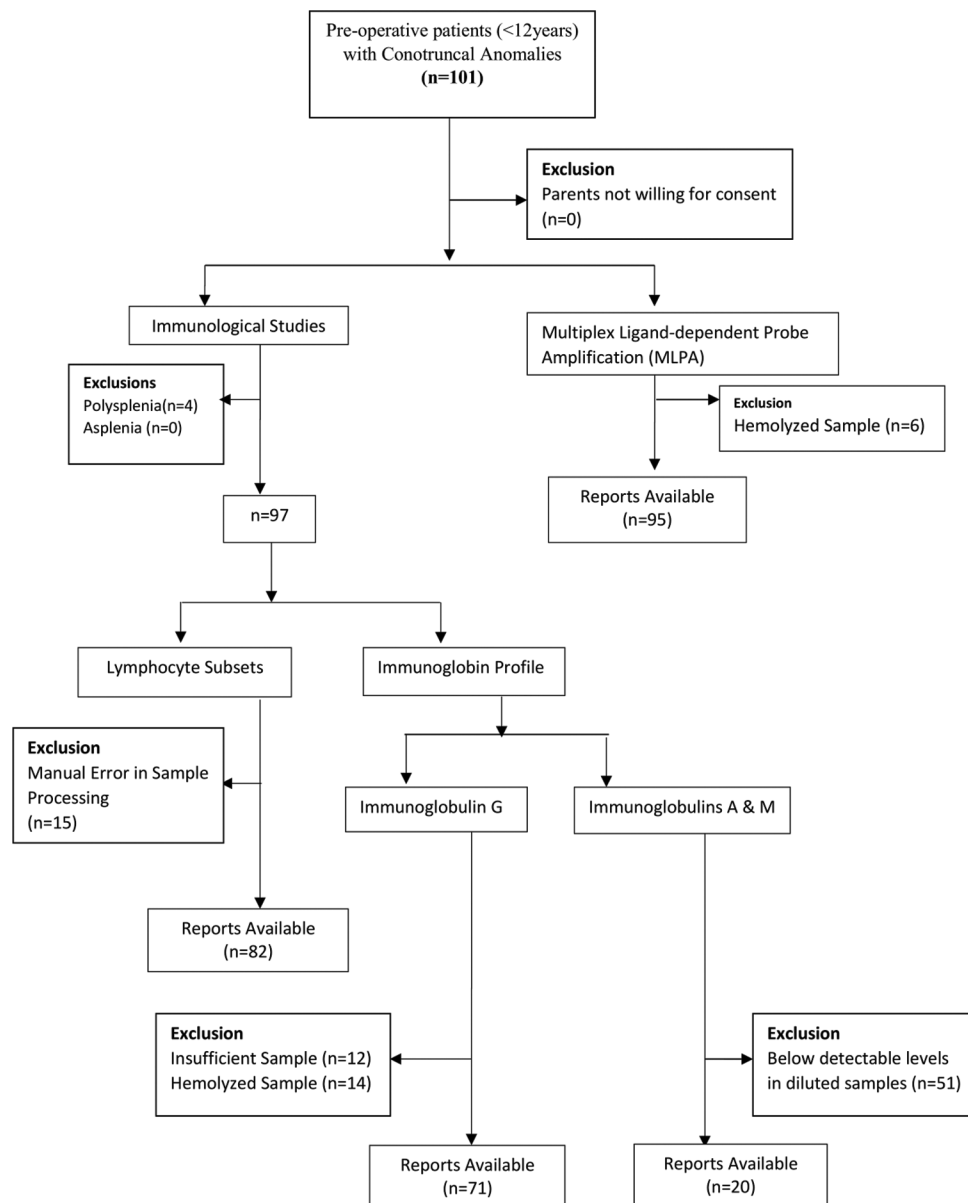 Pre-operative patients (<12years)
with Conotruncal Anomalies
(n=101)
Exclusion
Parents not willing for consent
(n=0)
Immunological Studies
Multiplex Ligand-dependent Probe
Amplification (MLPA)
Exclusions
Polysplenia(n=4)
Asplenia (n=0)
Exclusion
Hemolyzed Sample (n=6)
n=97
Reports Available
(n=95)
Lymphocyte Subsets
Immunoglobin Profile
Exclusion
Manual Error in Sample
Processing
(n=15)
Immunoglobulin G
Immunoglobulins A & M
Reports Available
(n=82)
Exclusion
Insufficient Sample (n=12)
Hemolyzed Sample (n=14)
Exclusion
Below detectable levels
in diluted samples (n=51)
Reports Available
(n=71)
Reports Available
(n=20)